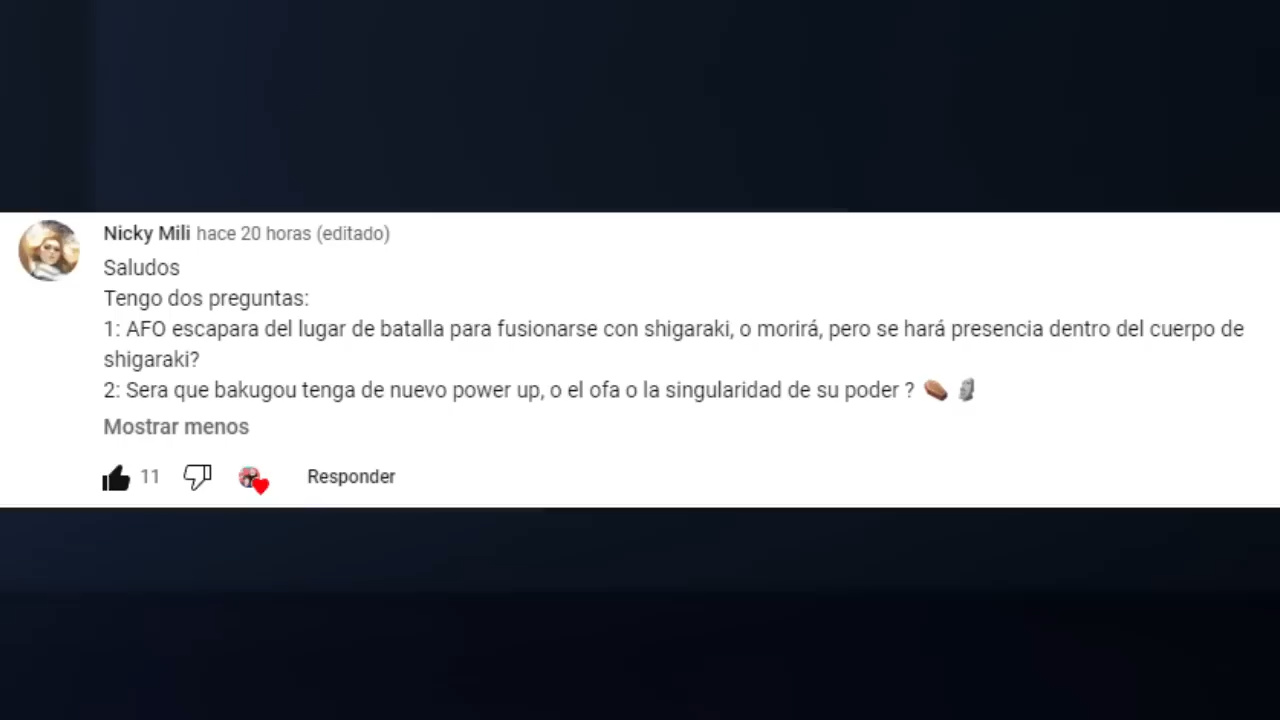 Nicky Mili hace 20 horas (editado)
Saludos
Tengo dos preguntas:
1: AFO escapara del lugar de batalla para fusionarse con shigaraki, o morirá, pero se hará presencia dentro del cuerpo de
shigaraki?
2: Sera que bakugou tenga de nuevo power up, o el ofa o la singularidad de su poder ? ⚰️ 🗿
Mostrar menos
11 Responder